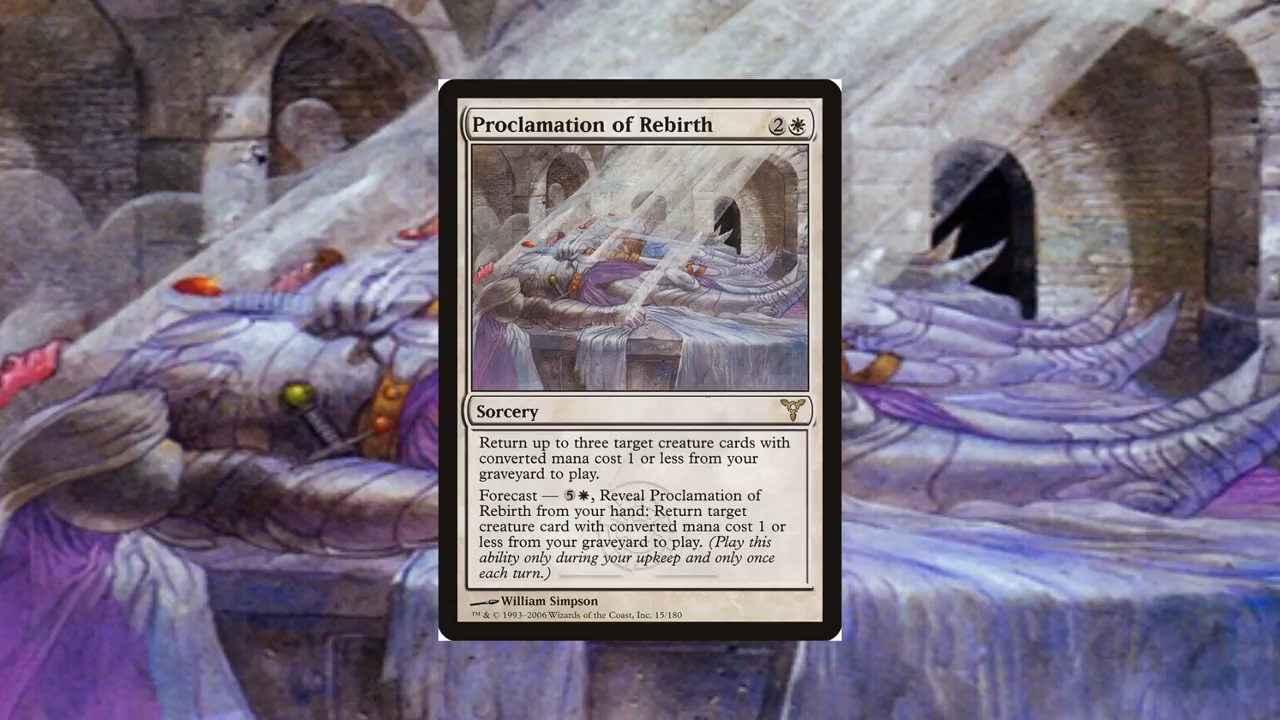 Proclamation of Rebirth 2
Sorcery
Return up to three target creature cards with
converted mana cost 1 or less from your
graveyard to play.
Forecast — 5, Reveal Proclamation of
Rebirth from your hand: Return target
creature card with converted mana cost 1 or
less from your graveyard to play. (Play this
ability only during your upkeep and only once
each turn.)
William Simpson
™ & © 1993–2006 Wizards of the Coast, Inc. 15/180